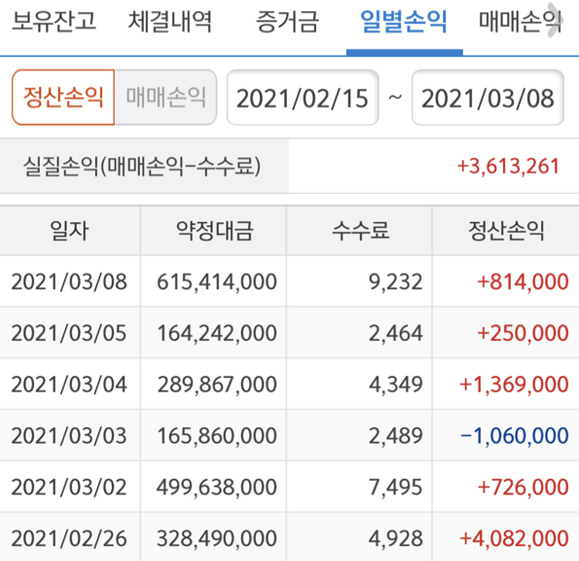 보유잔고 체결내역 증거금 일별손익 매매손익
정산손익 매매손익 2021/02/15 ~ 2021/03/08
실질손익(매매손익-수수료) +3,613,261
일자 약정대금 수수료 정산손익
2021/03/08 615,414,000 9,232 +814,000
2021/03/05 164,242,000 2,464 +250,000
2021/03/04 289,867,000 4,349 +1,369,000
2021/03/03 165,860,000 2,489 -1,060,000
2021/03/02 499,638,000 7,495 +726,000
2021/02/26 328,490,000 4,928 +4,082,000